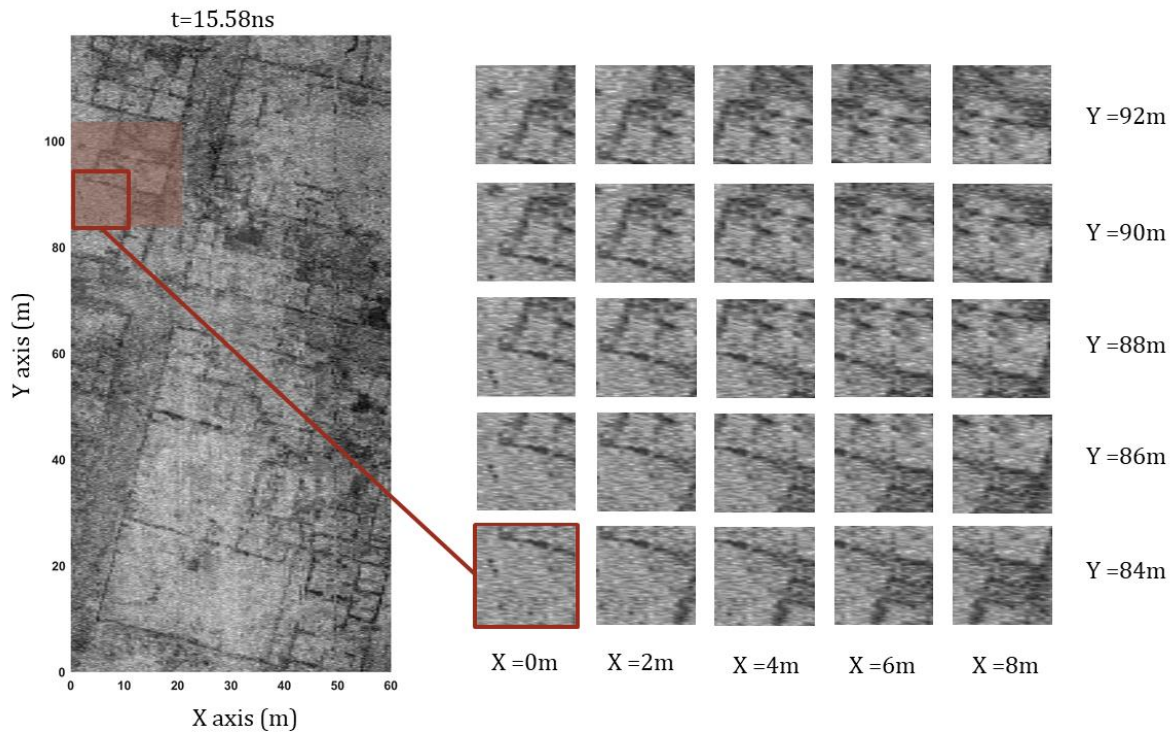 t=15.58ns
100
80
60
40
20
0
0 10 20 30 40 50 60
Y axis (m)
X axis (m)
Y =92m
Y =90m
Y =88m
Y =86m
Y =84m
X =0m X =2m X =4m X =6m X =8m